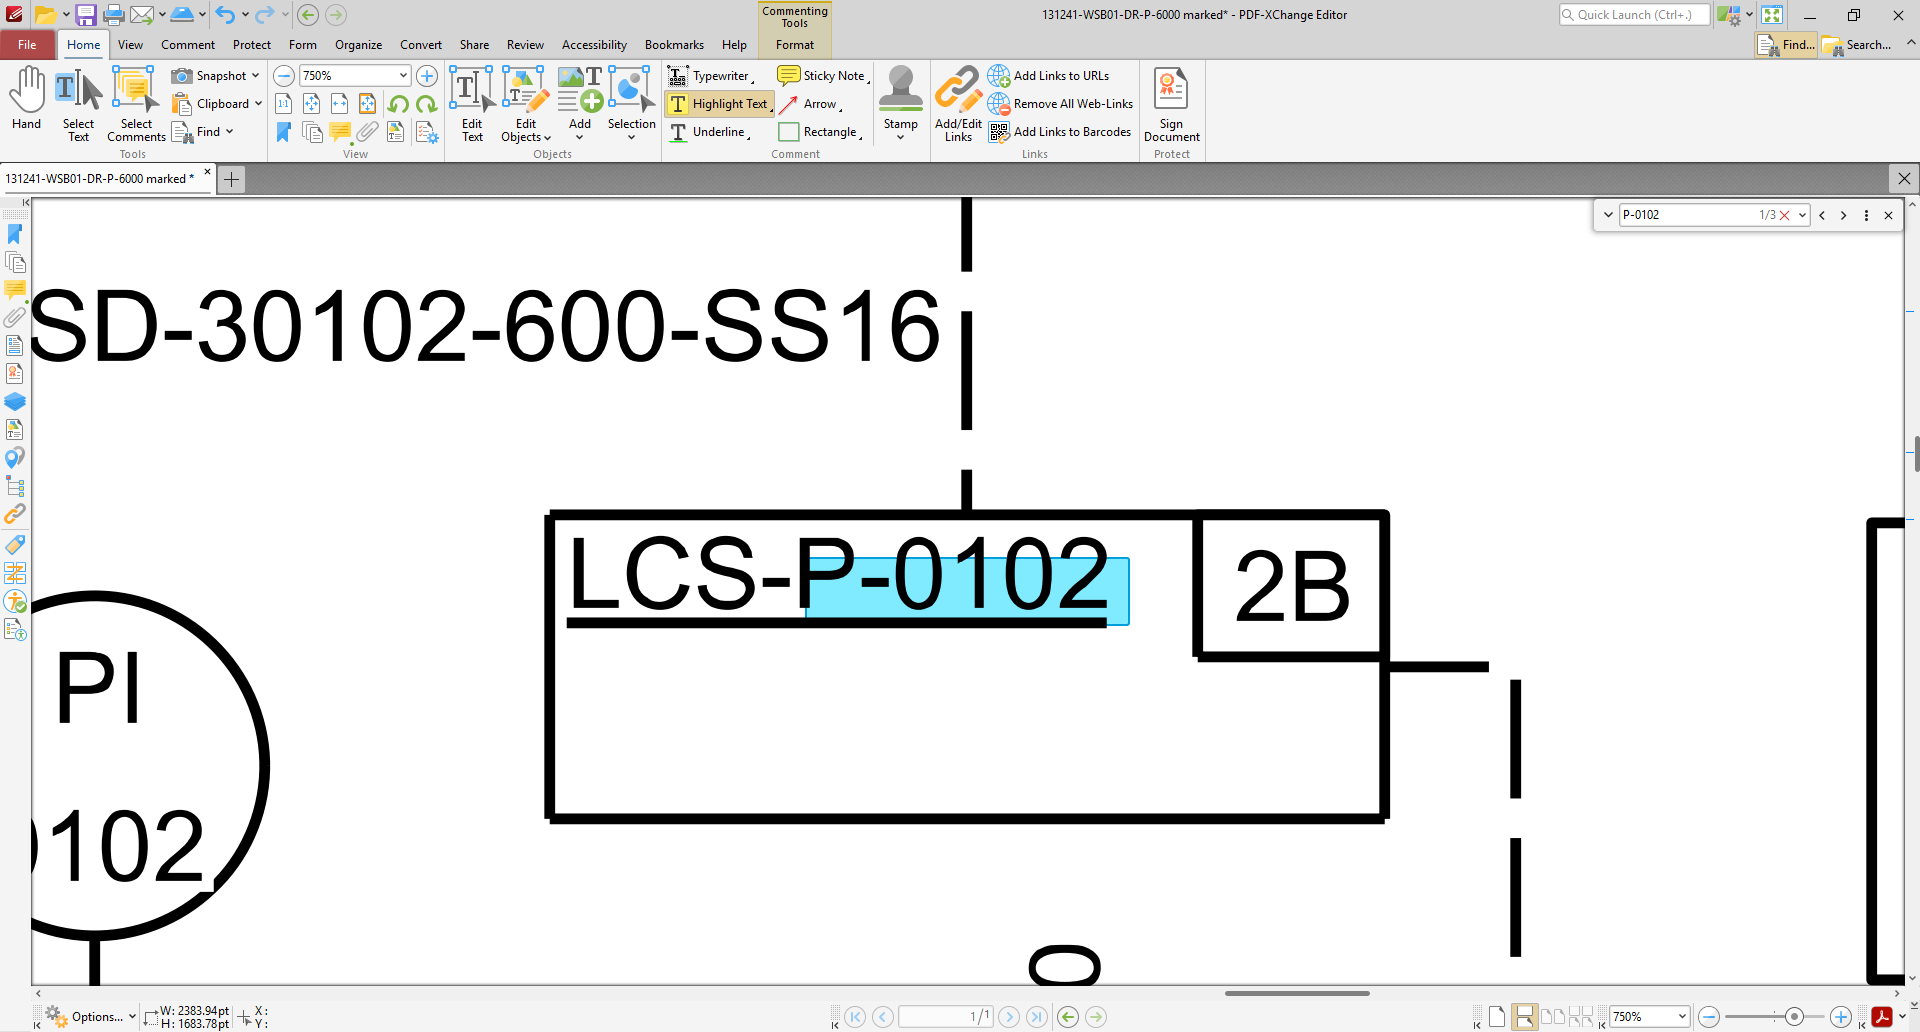 Commenting Tools
131241-WSB01-DR-P-6000 marked* - PDF-XChange Editor
Quick Launch (Ctrl+.)
File Home View Comment Protect Form Organize Convert Share Review Accessibility Bookmarks Help Format
Find... Search...
Hand
Select Text
Select Comments
Snapshot
Clipboard
Find
Tools
750%
1:1
View
Edit Text
Edit Objects
Add
Selection
Objects
Typewriter
Highlight Text
Underline
Sticky Note
Arrow
Rectangle
Stamp
Comment
Add/Edit Links
Add Links to URLs
Remove All Web-Links
Add Links to Barcodes
Links
Sign Document
Protect
131241-WSB01-DR-P-6000 marked *
P-0102 1/3
SD-30102-600-SS16
LCS-P-0102
2B
PI
0102
0
Options...
W: 2383.94pt
H: 1683.78pt
X:
Y:
1/1
750%